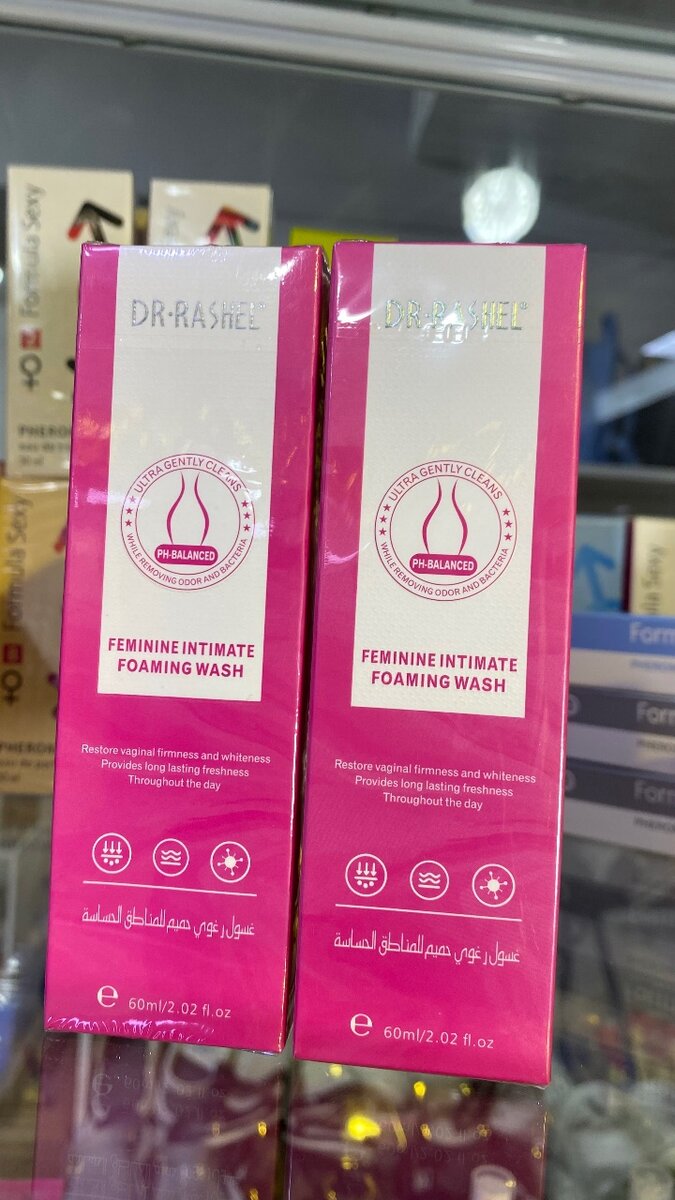 Formula Sexy
PHEROM
DR·RASHEL
ULTRA GENTLY CLEANS
PH-BALANCED
WHILE REMOVING ODOR AND BACTERIA
FEMININE INTIMATE
FOAMING WASH
Restore vaginal firmness and whiteness
Provides long lasting freshness
Throughout the day
غسول رغوي حميم للمناطق الحساسة
e 60ml/2.02 fl.oz
DR·RASHEL
ULTRA GENTLY CLEANS
PH-BALANCED
WHILE REMOVING ODOR AND BACTERIA
FEMININE INTIMATE
FOAMING WASH
Restore vaginal firmness and whiteness
Provides long lasting freshness
Throughout the day
غسول رغوي حميم للمناطق الحساسة
e 60ml/2.02 fl.oz
Form
Form
Form